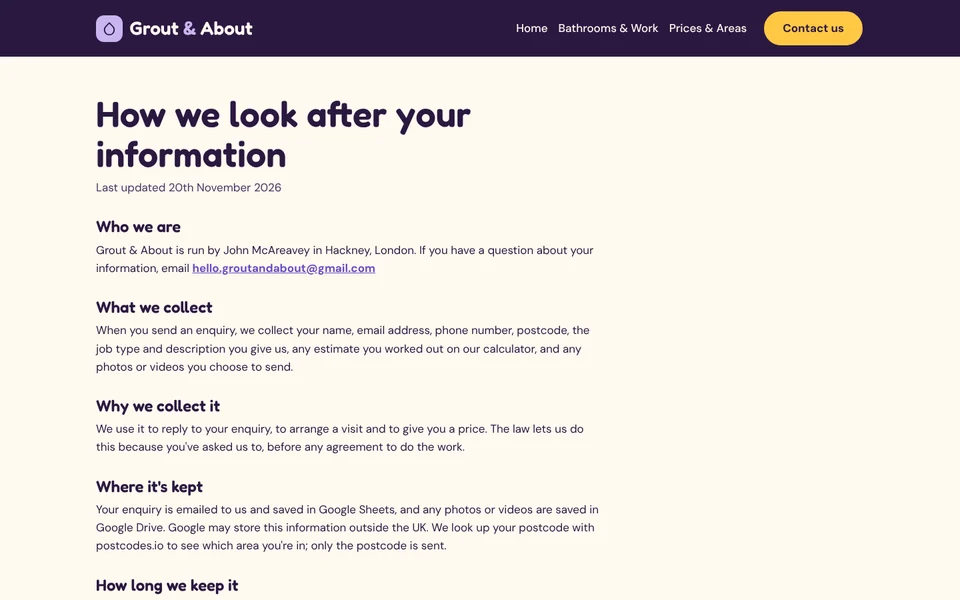 Grout & About
Home Bathrooms & Work Prices & Areas Contact us
How we look after your
information
Last updated 20th November 2026
Who we are
Grout & About is run by John McAreavey in Hackney, London. If you have a question about your
information, email hello.groutandabout@gmail.com
What we collect
When you send an enquiry, we collect your name, email address, phone number, postcode, the
job type and description you give us, any estimate you worked out on our calculator, and any
photos or videos you choose to send.
Why we collect it
We use it to reply to your enquiry, to arrange a visit and to give you a price. The law lets us do
this because you've asked us to, before any agreement to do the work.
Where it's kept
Your enquiry is emailed to us and saved in Google Sheets, and any photos or videos are saved in
Google Drive. Google may store this information outside the UK. We look up your postcode with
postcodes.io to see which area you're in; only the postcode is sent.
How long we keep it